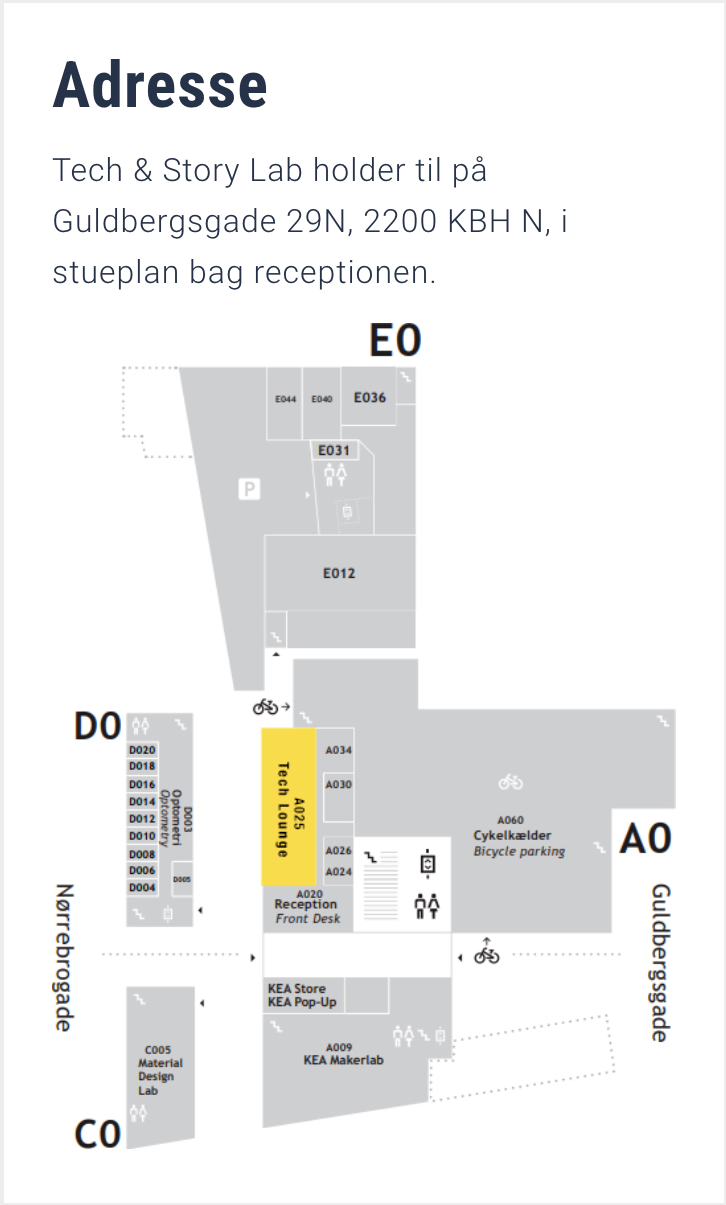 Adresse
Tech & Story Lab holder til på
Guldbergsgade 29N, 2200 KBH N, i
stueplan bag receptionen.
E0
E044
E040
E036
E031
P
E012
D0
D020
D018
D016
D014
D012
D010
D008
D006
D004
D003
Optometri
Optometry
D005
A025
Tech Lounge
A034
A030
A026
A024
A020
Reception
Front Desk
A060
Cykelkælder
Bicycle parking
A0
Nørrebrogade
Guldbergsgade
KEA Store
KEA Pop-Up
A009
KEA Makerlab
C005
Material
Design
Lab
C0